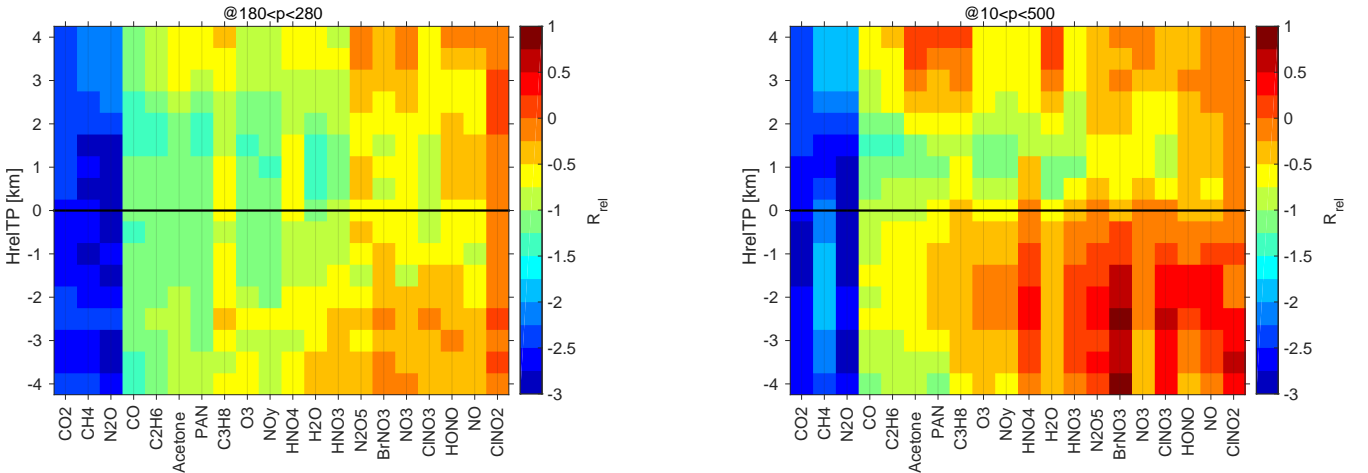 @180<p<280
4
3
2
1
0
-1
-2
-3
-4
HrelTP [km]
CO2
CH4
N2O
CO
C2H6
Acetone
PAN
C3H8
O3
NOy
HNO4
H2O
HNO3
N2O5
BrNO3
NO3
ClNO3
HONO
NO
ClNO2
1
0.5
0
-0.5
-1
-1.5
-2
-2.5
-3
R_rel
@10<p<500
4
3
2
1
0
-1
-2
-3
-4
HrelTP [km]
CO2
CH4
N2O
CO
C2H6
Acetone
PAN
C3H8
O3
NOy
HNO4
H2O
HNO3
N2O5
BrNO3
NO3
ClNO3
HONO
NO
ClNO2
1
0.5
0
-0.5
-1
-1.5
-2
-2.5
-3
R_rel